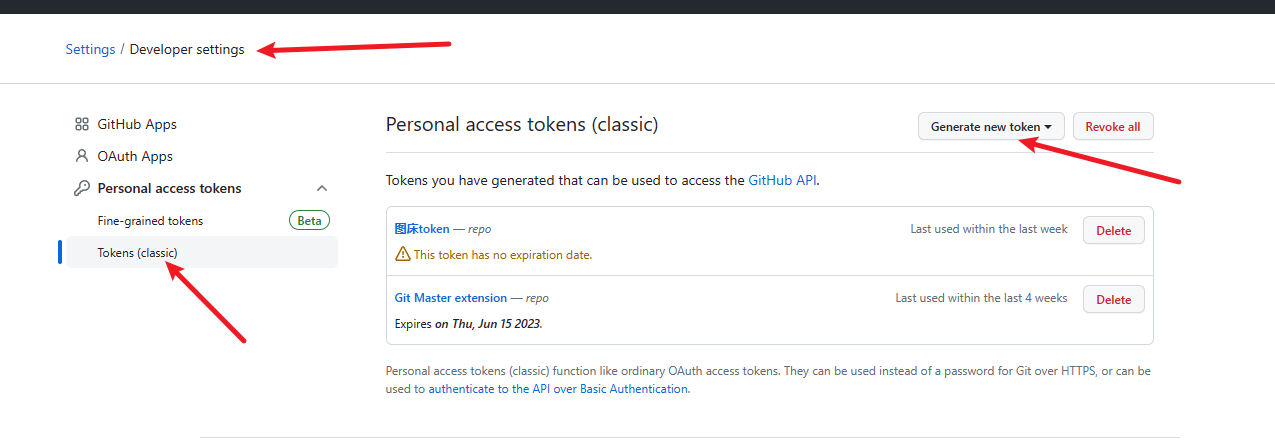 Settings / Developer settings
GitHub Apps
OAuth Apps
Personal access tokens
Fine-grained tokens Beta
Tokens (classic)
Personal access tokens (classic)
Generate new token
Revoke all
Tokens you have generated that can be used to access the GitHub API.
图床token — repo
Last used within the last week
Delete
This token has no expiration date.
Git Master extension — repo
Last used within the last 4 weeks
Delete
Expires on Thu, Jun 15 2023.
Personal access tokens (classic) function like ordinary OAuth access tokens. They can be used instead of a password for Git over HTTPS, or can be
used to authenticate to the API over Basic Authentication.